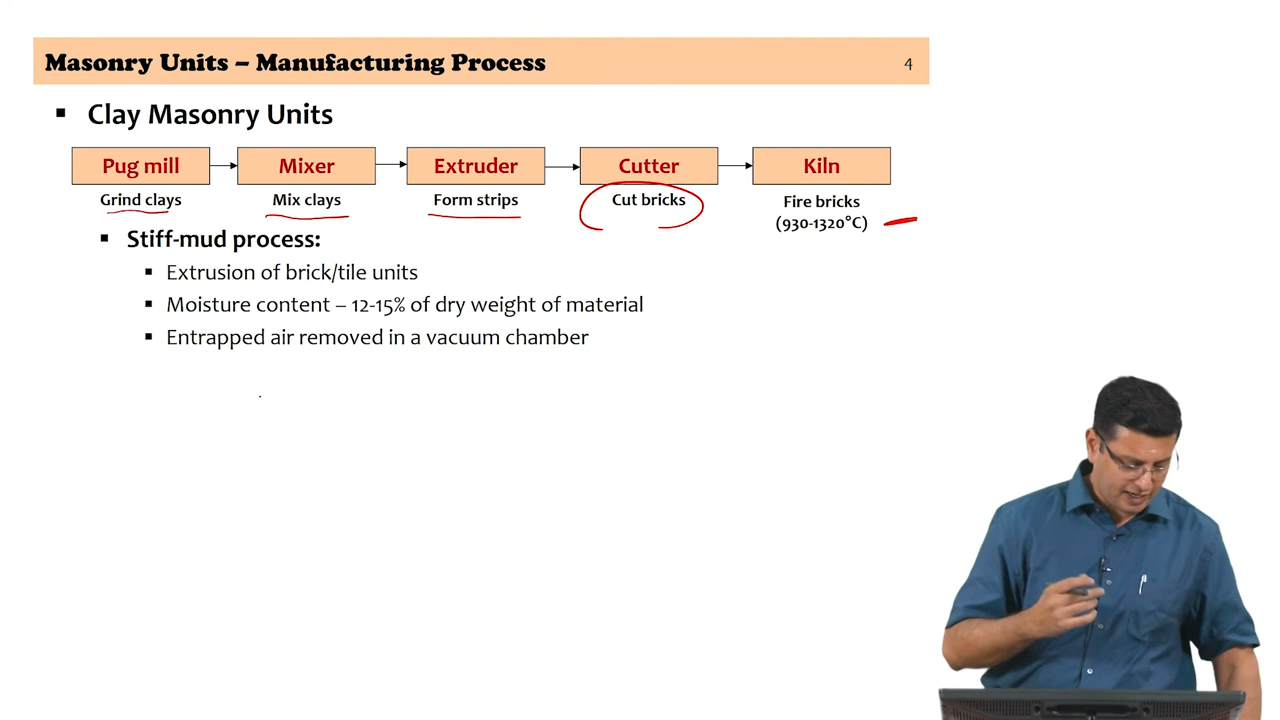 Masonry Units – Manufacturing Process
4
▪ Clay Masonry Units
Pug mill
Mixer
Extruder
Cutter
Kiln
Grind clays
Mix clays
Form strips
Cut bricks
Fire bricks
(930-1320°C)
▪ Stiff-mud process:
▪ Extrusion of brick/tile units
▪ Moisture content – 12-15% of dry weight of material
▪ Entrapped air removed in a vacuum chamber